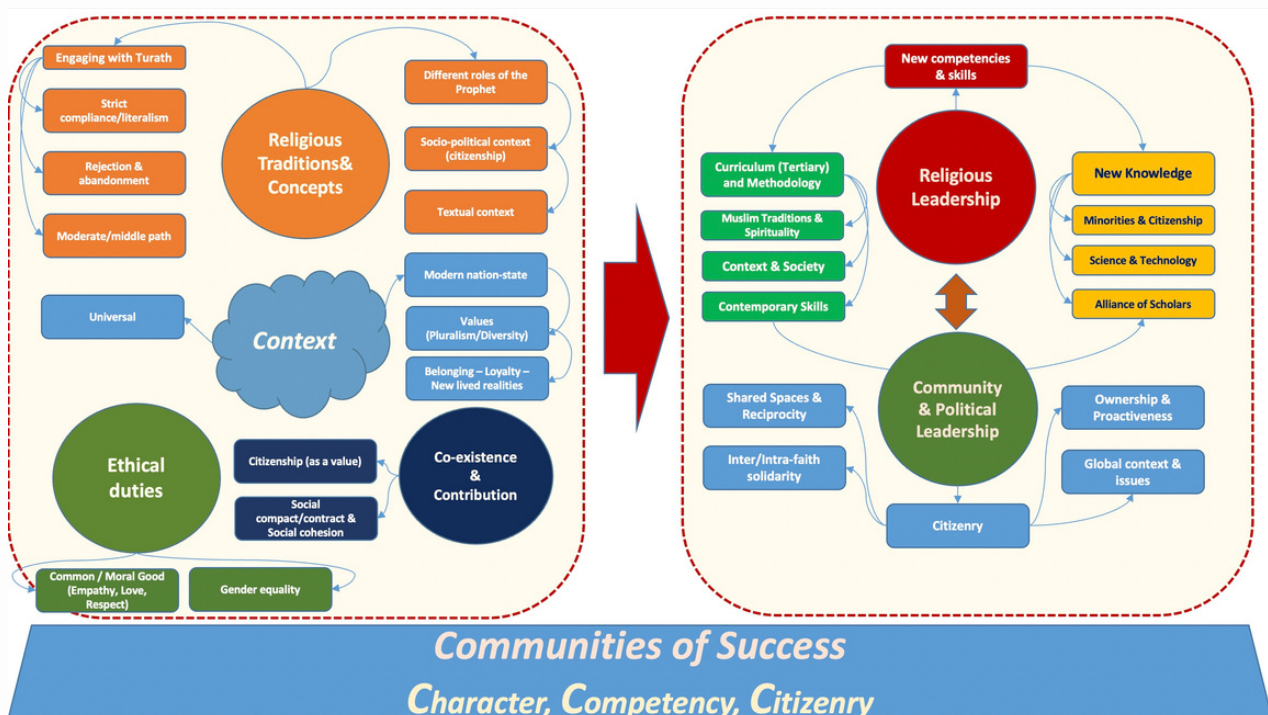 Engaging with Turath
Strict
compliance/literalism
Rejection &
abandonment
Moderate/middle path
Religious
Traditions&
Concepts
Different roles of the
Prophet
Socio-political context
(citizenship)
Textual context
Universal
Context
Modern nation-state
Values
(Pluralism/Diversity)
Belonging – Loyalty –
New lived realities
Ethical
duties
Citizenship (as a value)
Social
compact/contract &
Social cohesion
Co-existence
&
Contribution
Common / Moral Good
(Empathy, Love,
Respect)
Gender equality
New competencies
& skills
Religious
Leadership
Curriculum (Tertiary)
and Methodology
Muslim Traditions &
Spirituality
Context & Society
Contemporary Skills
New Knowledge
Minorities & Citizenship
Science & Technology
Alliance of Scholars
Community
& Political
Leadership
Shared Spaces &
Reciprocity
Inter/Intra-faith
solidarity
Ownership &
Proactiveness
Global context &
issues
Citizenry
Communities of Success
Character, Competency, Citizenry